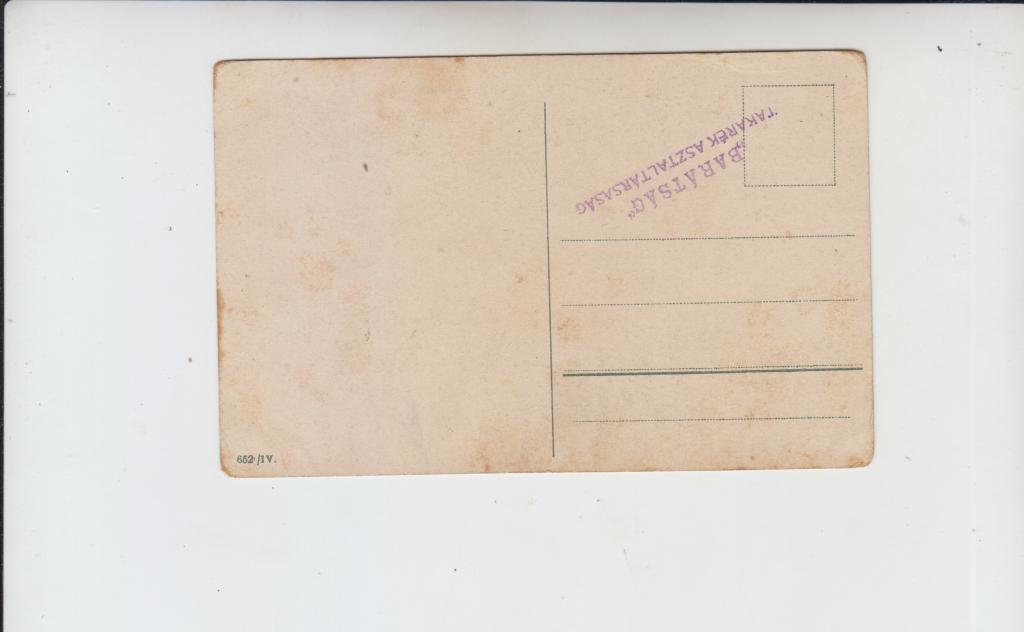 „BARÁTSÁG“
TAKARÉK ASZTALTÁRSASÁG
652/IV.